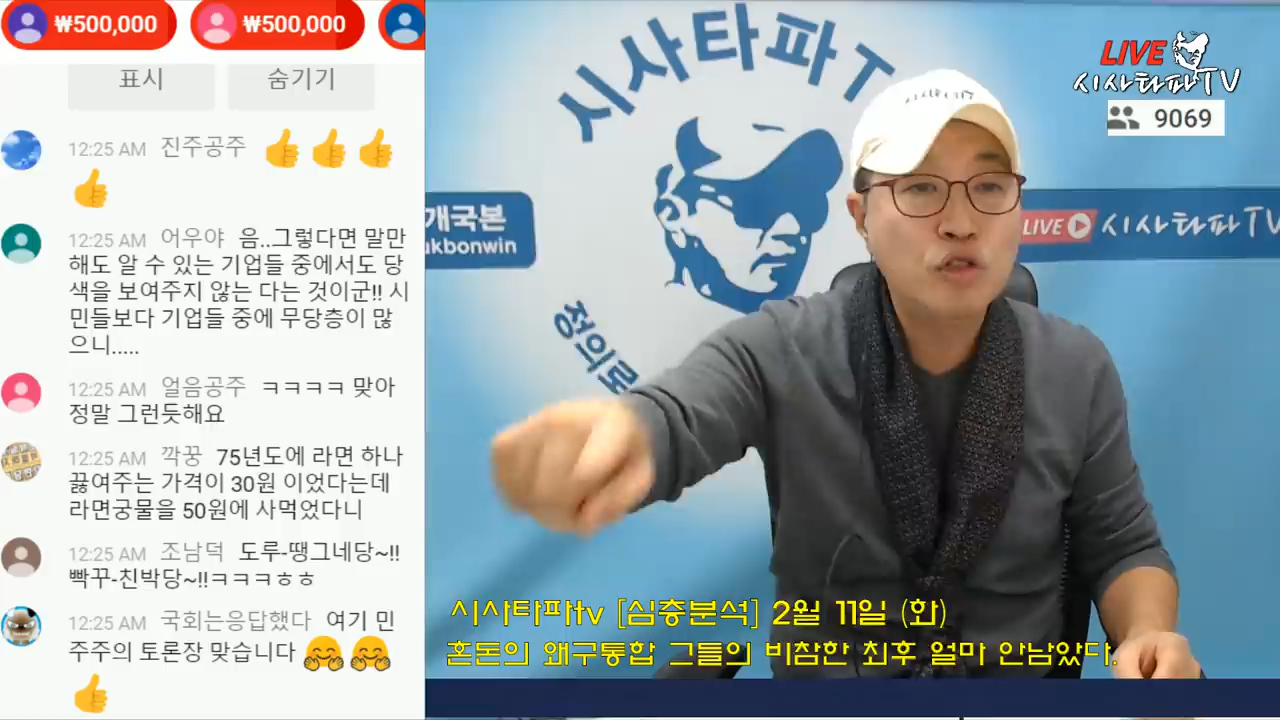 ₩500,000
₩500,000
표시
숨기기
12:25 AM 진주공주 👍👍👍
👍
12:25 AM 어우야 음..그렇다면 말만
해도 알 수 있는 기업들 중에서도 당
색을 보여주지 않는 다는 것이군!! 시
민들보다 기업들 중에 무당층이 많
으니.....
12:25 AM 얼음공주 ㅋㅋㅋㅋ 맞아
정말 그런듯해요
12:25 AM 깍꿍 75년도에 라면 하나
끓여주는 가격이 30원 이었다는데
라면궁물을 50원에 사먹었다니
12:25 AM 조남덕 도루-땡그네당~!!
빡꾸-친박당~!!ㅋㅋㅋㅎㅎ
12:25 AM 국회는응답했다 여기 민
주주의 토론장 맞습니다 🤗🤗
👍
시사타파T
개국본
ukbonwin
정의로
LIVE
시사타파TV
9069
LIVE 시사타파TV
시사타파tv [심층분석] 2월 11일 (화)
혼돈의 왜구통합 그들의 비참한 최후 얼마 안남았다.